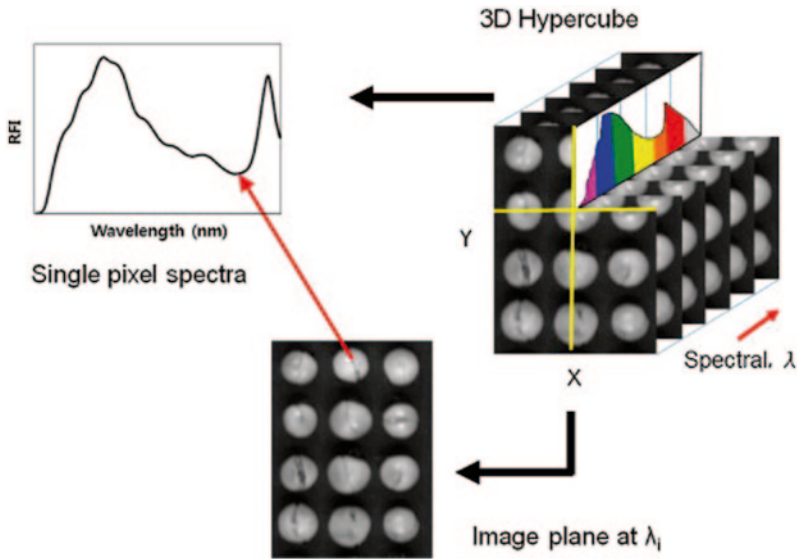 3D Hypercube
RFI
Wavelength (nm)
Single pixel spectra
Y
X
Spectral. λ
Image plane at λi